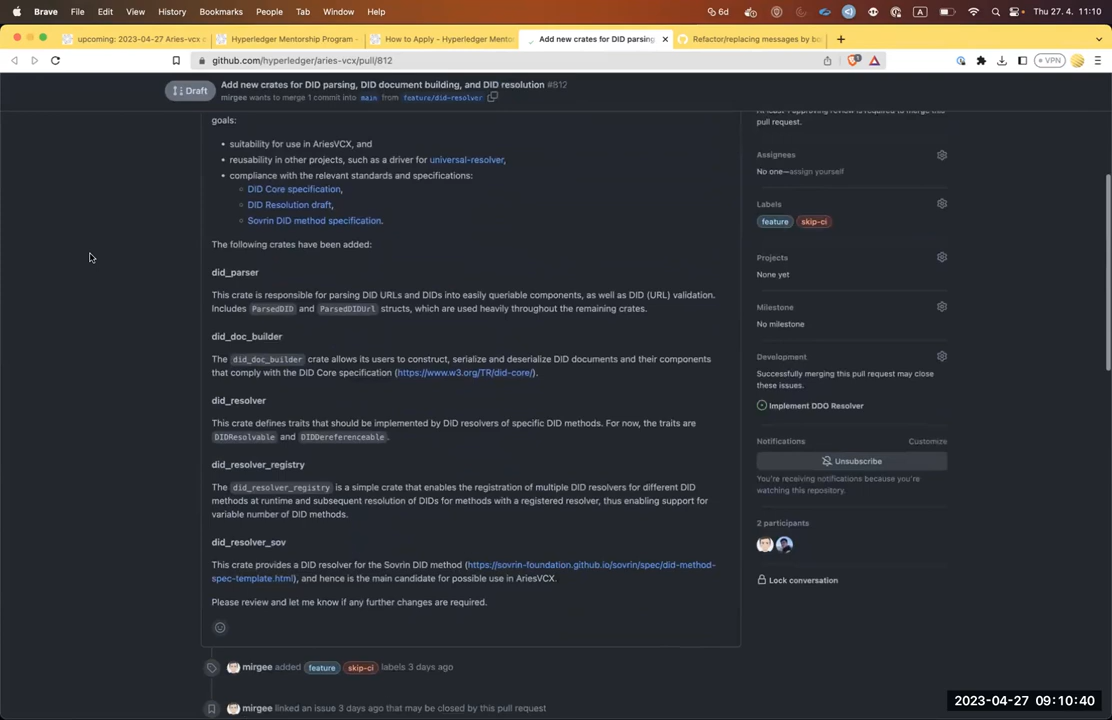 Brave File Edit View History Bookmarks People Tab Window Help 6d A Thu 27. 4. 11:10
upcoming: 2023-04-27 Aries-vcx c
Hyperledger Mentorship Program -
How to Apply - Hyperledger Mento
Add new crates for DID parsing,
Refactor/replacing messages by bo
github.com/hyperledger/aries-vcx/pull/812
VPN
Draft
Add new crates for DID parsing, DID document building, and DID resolution #812
mirgee wants to merge 1 commit into main from feature/did-resolver
goals:
• suitability for use in AriesVCX, and
• reusability in other projects, such as a driver for universal-resolver,
• compliance with the relevant standards and specifications:
DID Core specification,
DID Resolution draft,
Sovrin DID method specification.
The following crates have been added:
did_parser
This crate is responsible for parsing DID URLs and DIDs into easily queriable components, as well as DID (URL) validation.
Includes ParsedDID and ParsedDIDUrl structs, which are used heavily throughout the remaining crates.
did_doc_builder
The did_doc_builder crate allows its users to construct, serialize and deserialize DID documents and their components
that comply with the DID Core specification (https://www.w3.org/TR/did-core/).
did_resolver
This crate defines traits that should be implemented by DID resolvers of specific DID methods. For now, the traits are
DIDResolvable and DIDDereferenceable.
did_resolver_registry
The did_resolver_registry is a simple crate that enables the registration of multiple DID resolvers for different DID
methods at runtime and subsequent resolution of DIDs for methods with a registered resolver, thus enabling support for
variable number of DID methods.
did_resolver_sov
This crate provides a DID resolver for the Sovrin DID method (https://sovrin-foundation.github.io/sovrin/spec/did-method-
spec-template.html), and hence is the main candidate for possible use in AriesVCX.
Please review and let me know if any further changes are required.
mirgee added feature skip-ci labels 3 days ago
mirgee linked an issue 3 days ago that may be closed by this pull request
At least 1 approving review is required to merge this
pull request.
Assignees
No one—assign yourself
Labels
feature skip-ci
Projects
None yet
Milestone
No milestone
Development
Successfully merging this pull request may close
these issues.
Implement DDO Resolver
Notifications Customize
Unsubscribe
You're receiving notifications because you're
watching this repository.
2 participants
Lock conversation
2023-04-27 09:10:40